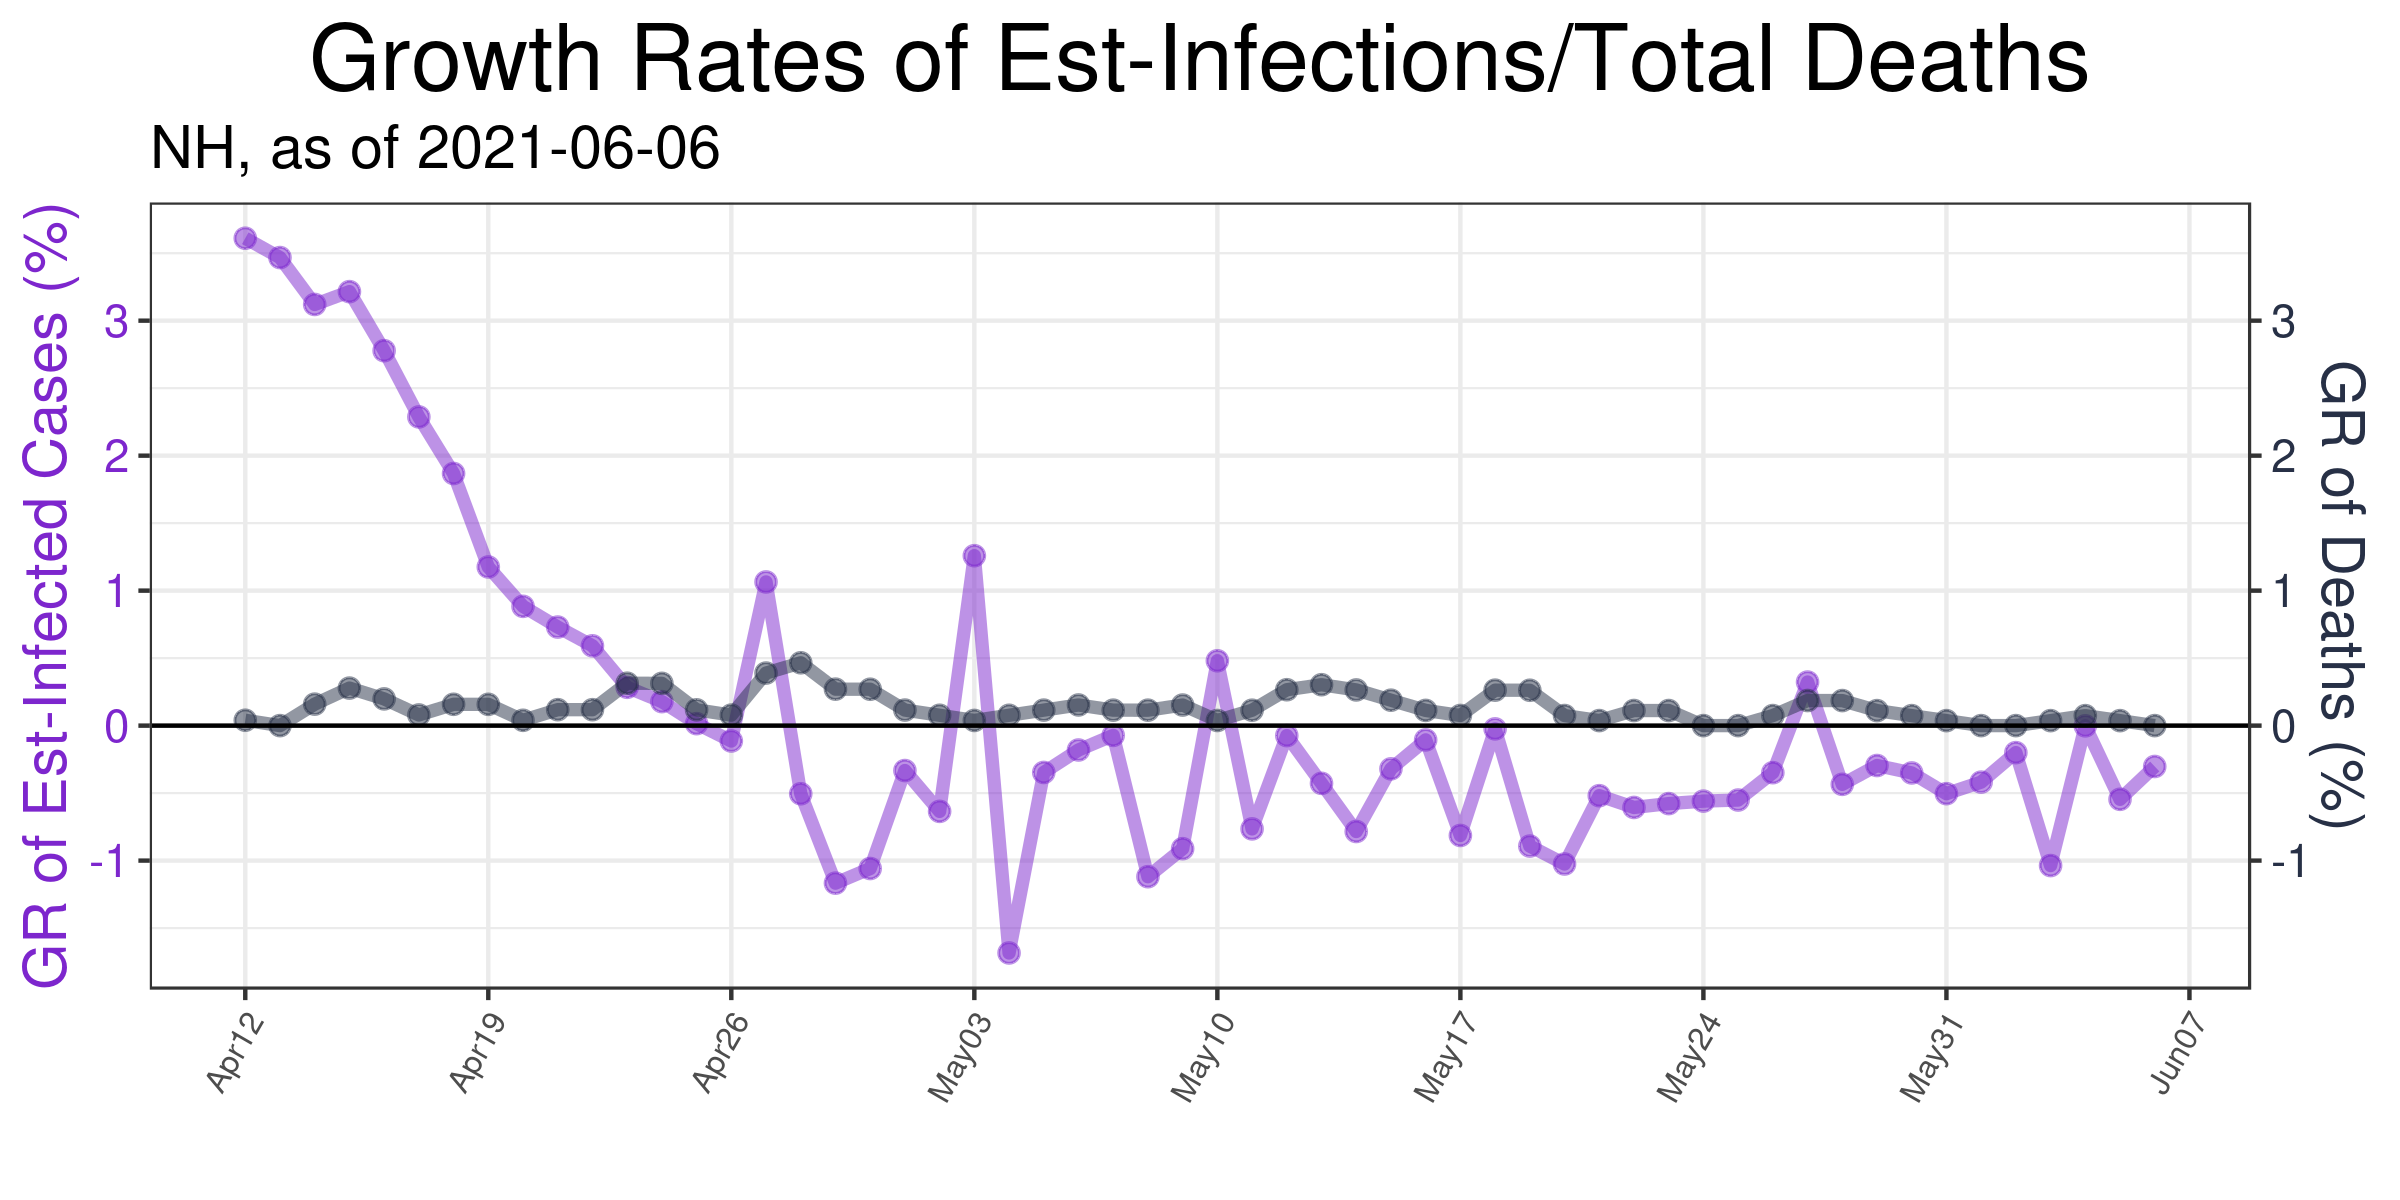 Growth Rates of Est-Infections/Total Deaths
NH, as of 2021-06-06
GR of Est-Infected Cases (%)
3
2
1
0
-1
3
2
1
0
-1
GR of Deaths (%)
Apr12
Apr19
Apr26
May03
May10
May17
May24
May31
Jun07